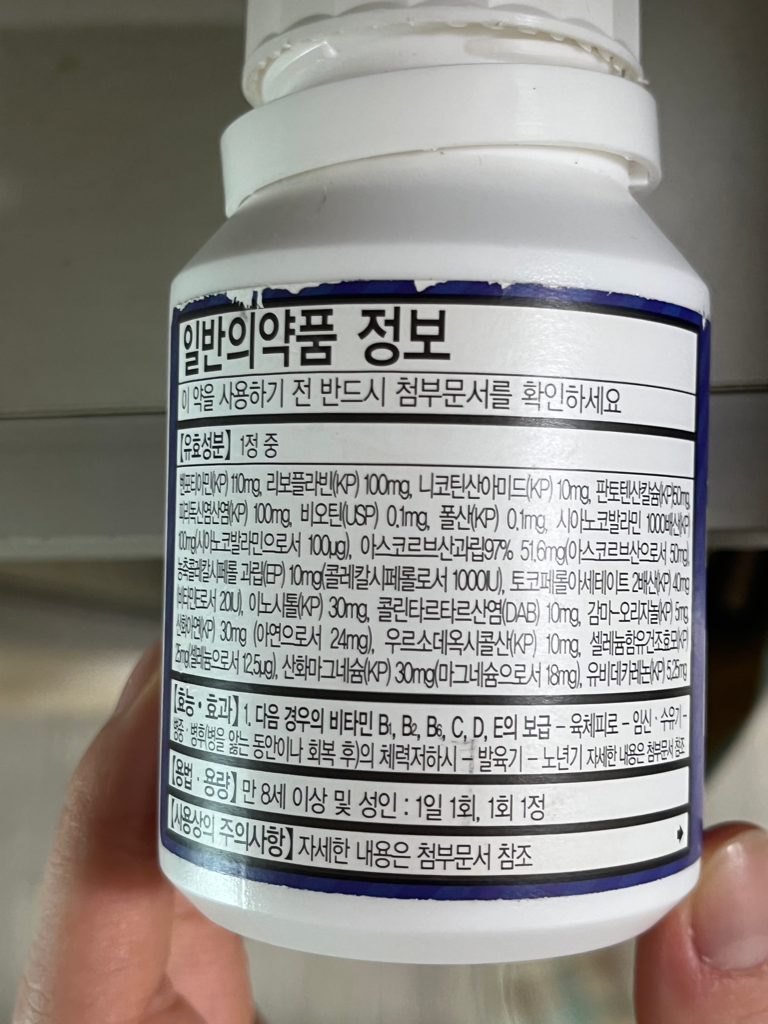 일반의약품 정보
이 약을 사용하기 전 반드시 첨부문서를 확인하세요
【유효성분】 1정 중
벤포티아민(KP) 110mg, 리보플라빈(KP) 100mg, 니코틴산아미드(KP) 10mg, 판토텐산칼슘(KP)50mg,
피리독신염산염(KP) 100mg, 비오틴(USP) 0.1mg, 폴산(KP) 0.1mg, 시아노코발라민 1000배산(KP)
100mg(시아노코발라민으로서 100μg), 아스코르브산과립97% 51.6mg(아스코르브산으로서 50mg),
농축콜레칼시페롤 과립(EP) 10mg(콜레칼시페롤로서 1000IU), 토코페롤아세테이트 2배산(KP) 40mg
(비타민E로서 20IU), 이노시톨(KP) 30mg, 콜린타르타르산염(DAB) 10mg, 감마-오리자놀(KP) 5mg,
산화아연(KP) 30mg (아연으로서 24mg), 우르소데옥시콜산(KP) 10mg, 셀레늄함유건조효모(KP)
25mg(셀레늄으로서 12.5μg), 산화마그네슘(KP) 30mg(마그네슘으로서 18mg), 유비데카레논(KP) 5.25mg
【효능 · 효과】 1. 다음 경우의 비타민 B₁, B₂, B₆, C, D, E의 보급 - 육체피로 - 임신 · 수유기 -
병중 · 병후(병을 앓는 동안이나 회복 후)의 체력저하시 - 발육기 - 노년기 자세한 내용은 첨부문서 참조
【용법 · 용량】 만 8세 이상 및 성인 : 1일 1회, 1회 1정
【사용상의 주의사항】 자세한 내용은 첨부문서 참조